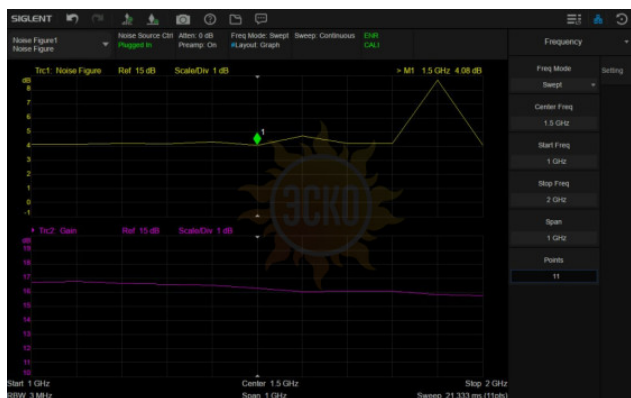 SIGLENT
Noise Figure1
Noise Figure
Noise Source Ctrl
Plugged In
Atten: 0 dB
Preamp: On
Freq Mode: Swept
#Layout: Graph
Sweep: Continuous
ENR
CALI
Frequency
Trc1: Noise Figure Ref 15 dB Scale/Div 1 dB > M1 1.5 GHz 4.08 dB
dB
8
7
6
5
4
3
2
1
0
-1
1
ЭСКО
Trc2: Gain Ref 15 dB Scale/Div 1 dB
dB
19
18
17
16
15
14
13
12
11
10
Start 1 GHz Center 1.5 GHz Stop 2 GHz
RBW 3 MHz Span 1 GHz Sweep 21.333 ms (11pts)
Freq Mode
Swept
Setting
Center Freq
1.5 GHz
Start Freq
1 GHz
Stop Freq
2 GHz
Span
1 GHz
Points
11